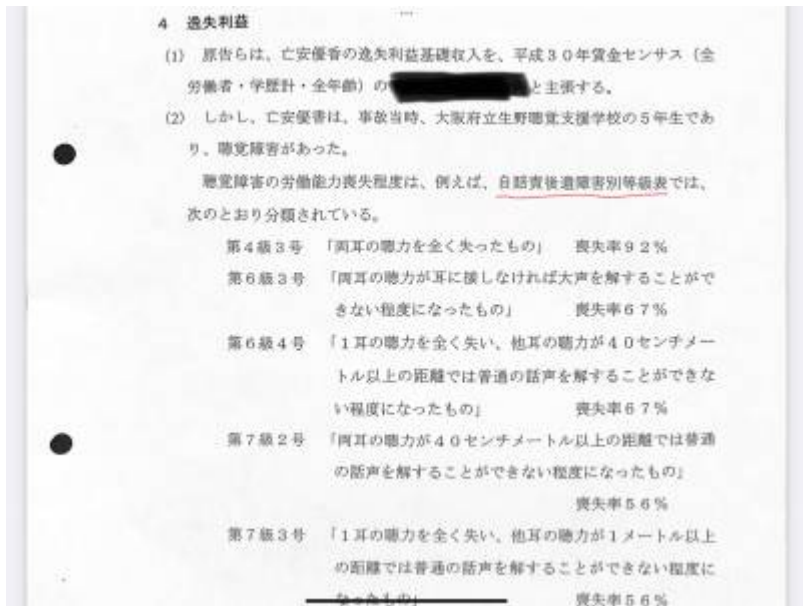 4 逸失利益
(1) 原告らは、亡安優香の逸失利益基礎収入を、平成30年賃金センサス(全
労働者・学歴計・全年齢)の と主張する。
(2) しかし、亡安優香は、事故当時、大阪府立生野聴覚支援学校の5年生であ
り、聴覚障害があった。
聴覚障害の労働能力喪失程度は、例えば、自賠責後遺障害別等級表では、
次のとおり分類されている。
第4級3号 「両耳の聴力を全く失ったもの」 喪失率92%
第6級3号 「両耳の聴力が耳に接しなければ大声を解することがで
きない程度になったもの」 喪失率67%
第6級4号 「1耳の聴力を全く失い、他耳の聴力が40センチメー
トル以上の距離では普通の話声を解することができな
い程度になったもの」 喪失率67%
第7級2号 「両耳の聴力が40センチメートル以上の距離では普通
の話声を解することができない程度になったもの」
喪失率56%
第7級3号 「1耳の聴力を全く失い、他耳の聴力が1メートル以上
の距離では普通の話声を解することができない程度に
なったもの」 喪失率56%